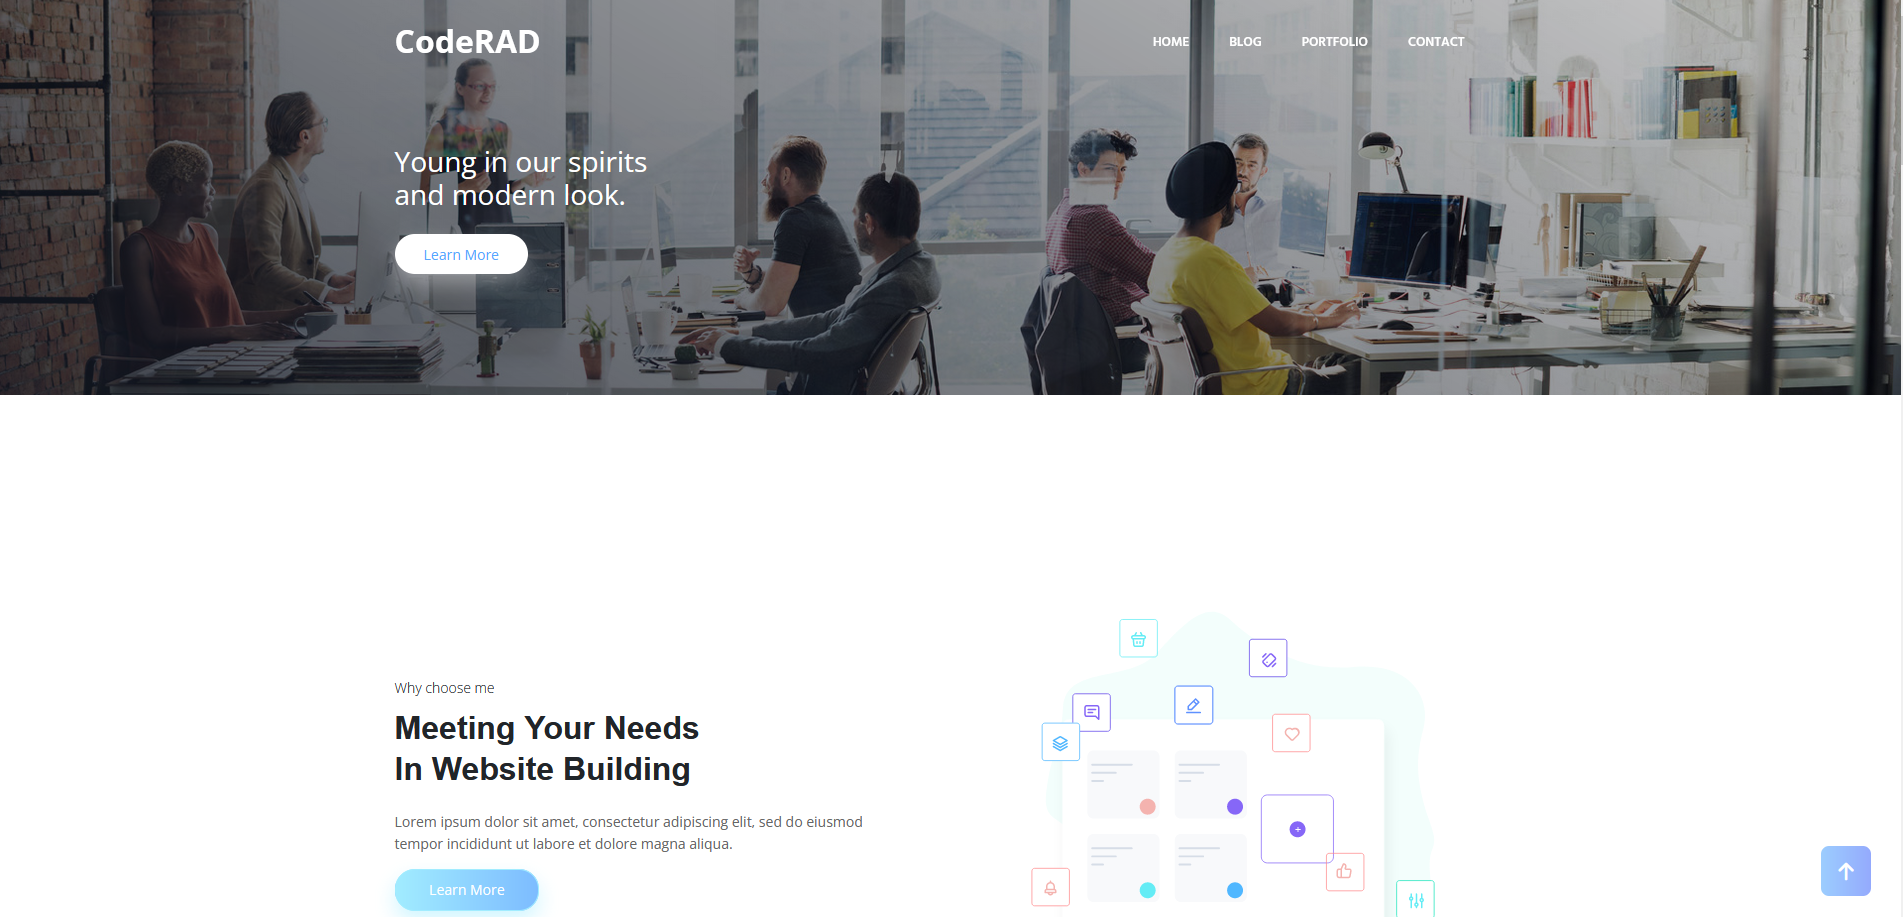 CodeRAD
HOME BLOG PORTFOLIO CONTACT
Young in our spirits
and modern look.
Learn More
Why choose me
Meeting Your Needs
In Website Building
Lorem ipsum dolor sit amet, consectetur adipiscing elit, sed do eiusmod
tempor incididunt ut labore et dolore magna aliqua.
Learn More